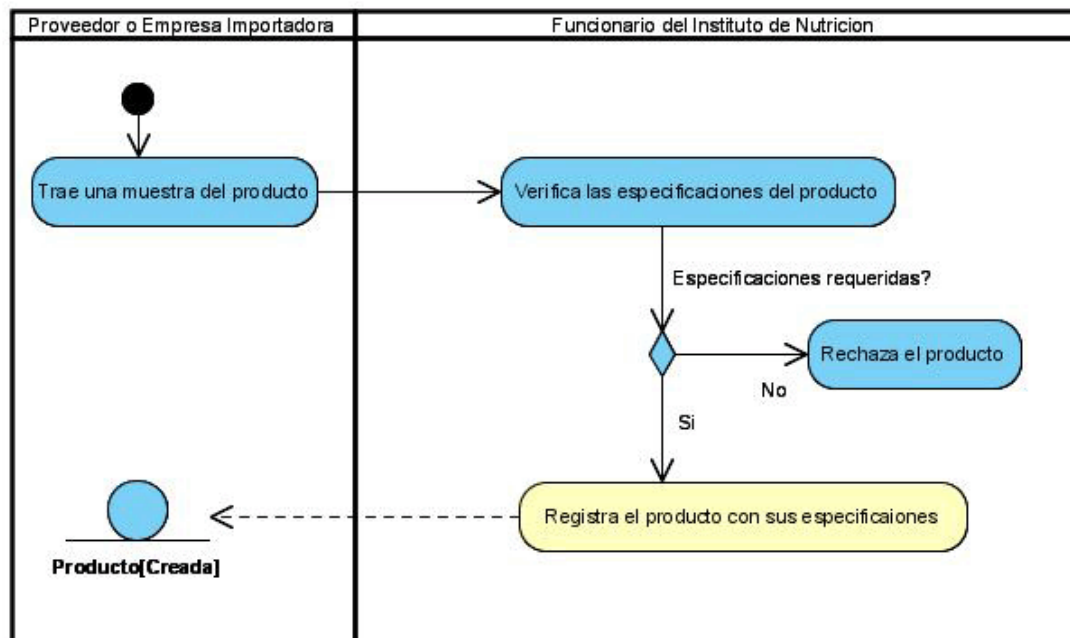 Proveedor o Empresa Importadora
Funcionario del Instituto de Nutricion
Trae una muestra del producto
Verifica las especificaciones del producto
Especificaciones requeridas?
Rechaza el producto
No
Si
Registra el producto con sus especificaiones
Producto[Creada]